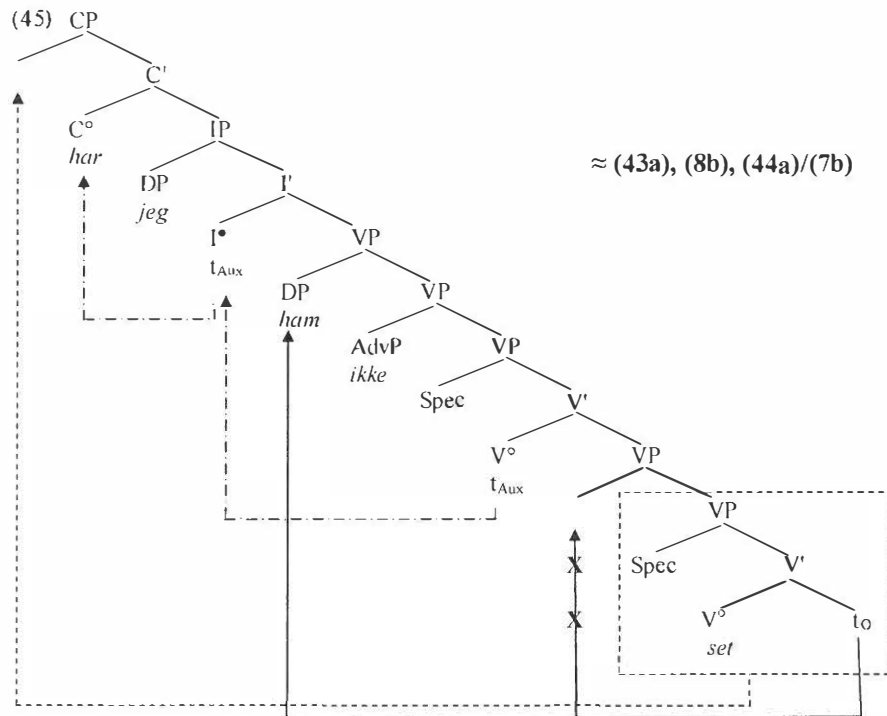 (45) CP
C'
C° IP
har
≈ (43a), (8b), (44a)/(7b)
DP I'
jeg
I• VP
tAux
DP VP
ham
AdvP VP
ikke
Spec V'
V° VP
tAux
VP
X Spec V'
X V° to
set